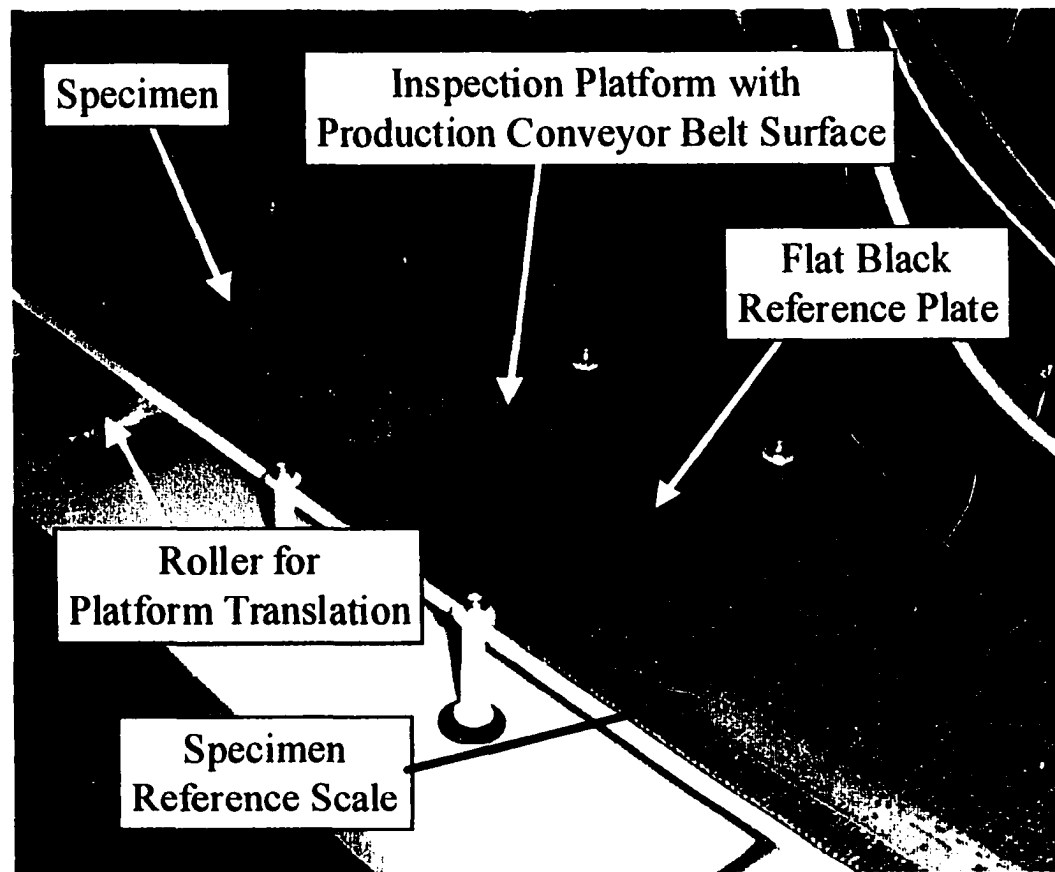 Specimen
Inspection Platform with
Production Conveyor Belt Surface
Flat Black
Reference Plate
Roller for
Platform Translation
Specimen
Reference Scale